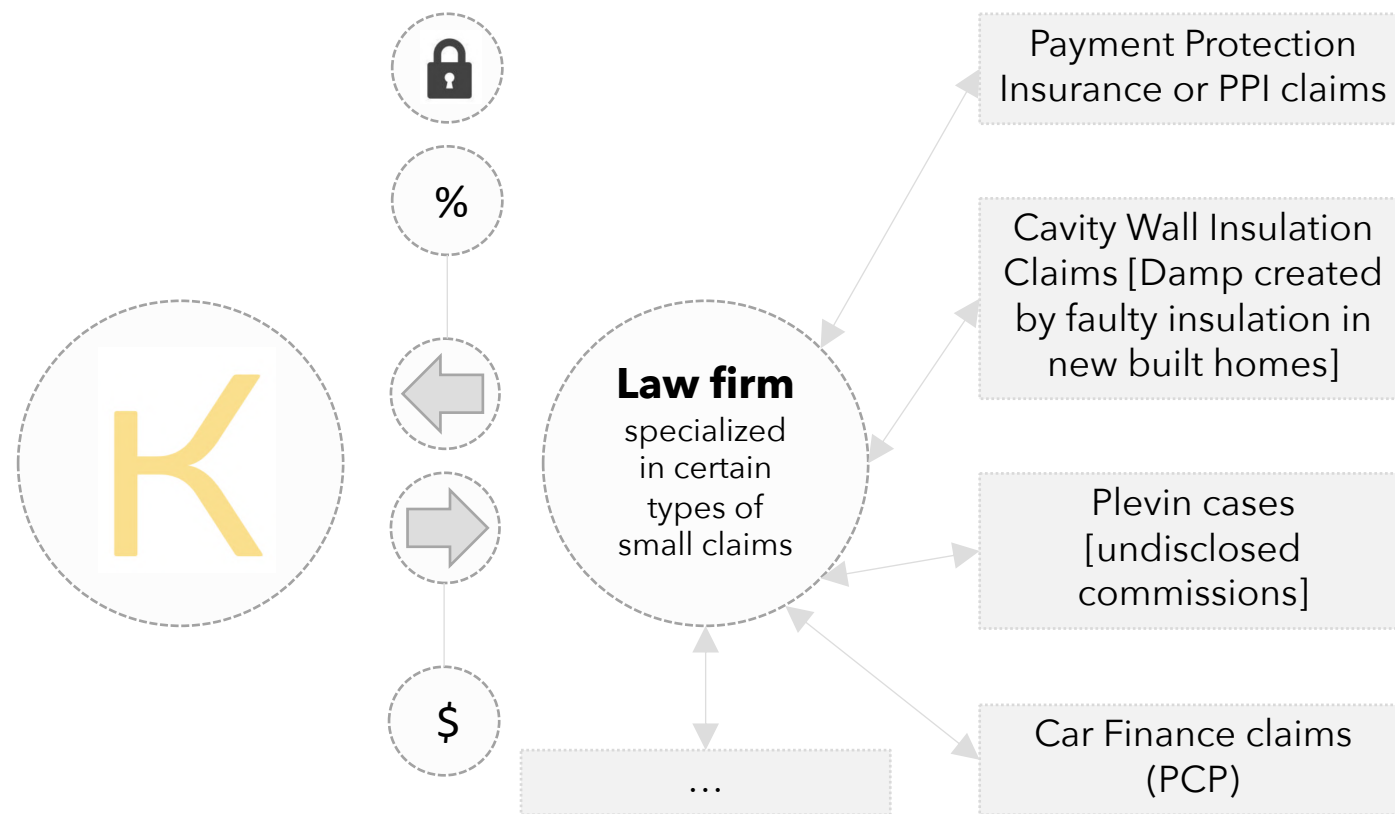 K
%
$
Law firm
specialized
in certain
types of
small claims
Payment Protection
Insurance or PPI claims
Cavity Wall Insulation
Claims [Damp created
by faulty insulation in
new built homes]
Plevin cases
[undisclosed
commissions]
Car Finance claims
(PCP)
...